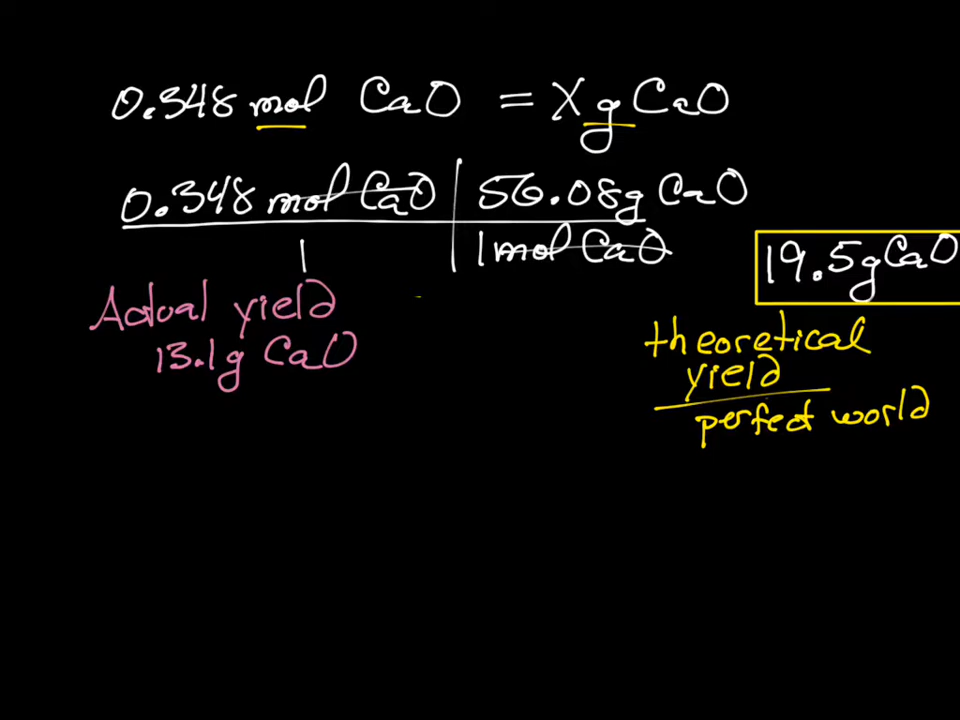 0.348 mol CaO = X g CaO
0.348 mol CaO | 56.08g CaO
1 | 1 mol CaO
19.5g CaO
Actual yield
13.1g CaO
theoretical
yield
perfect world